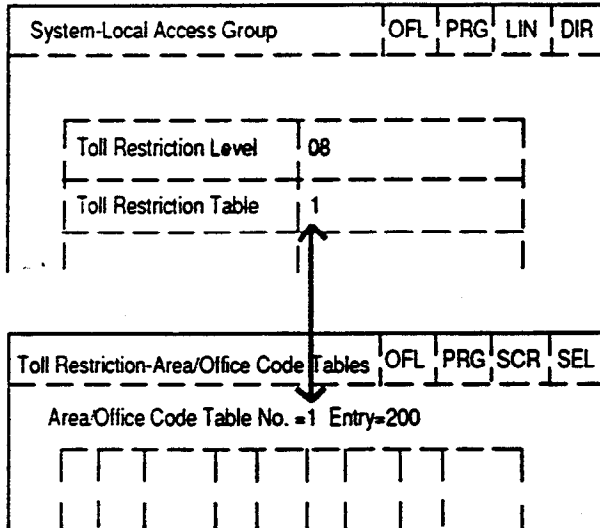 System-Local Access Group OFL PRG LIN DIR
Toll Restriction Level 08
Toll Restriction Table 1
Toll Restriction-Area/Office Code Tables OFL PRG SCR SEL
Area/Office Code Table No. =1 Entry=200